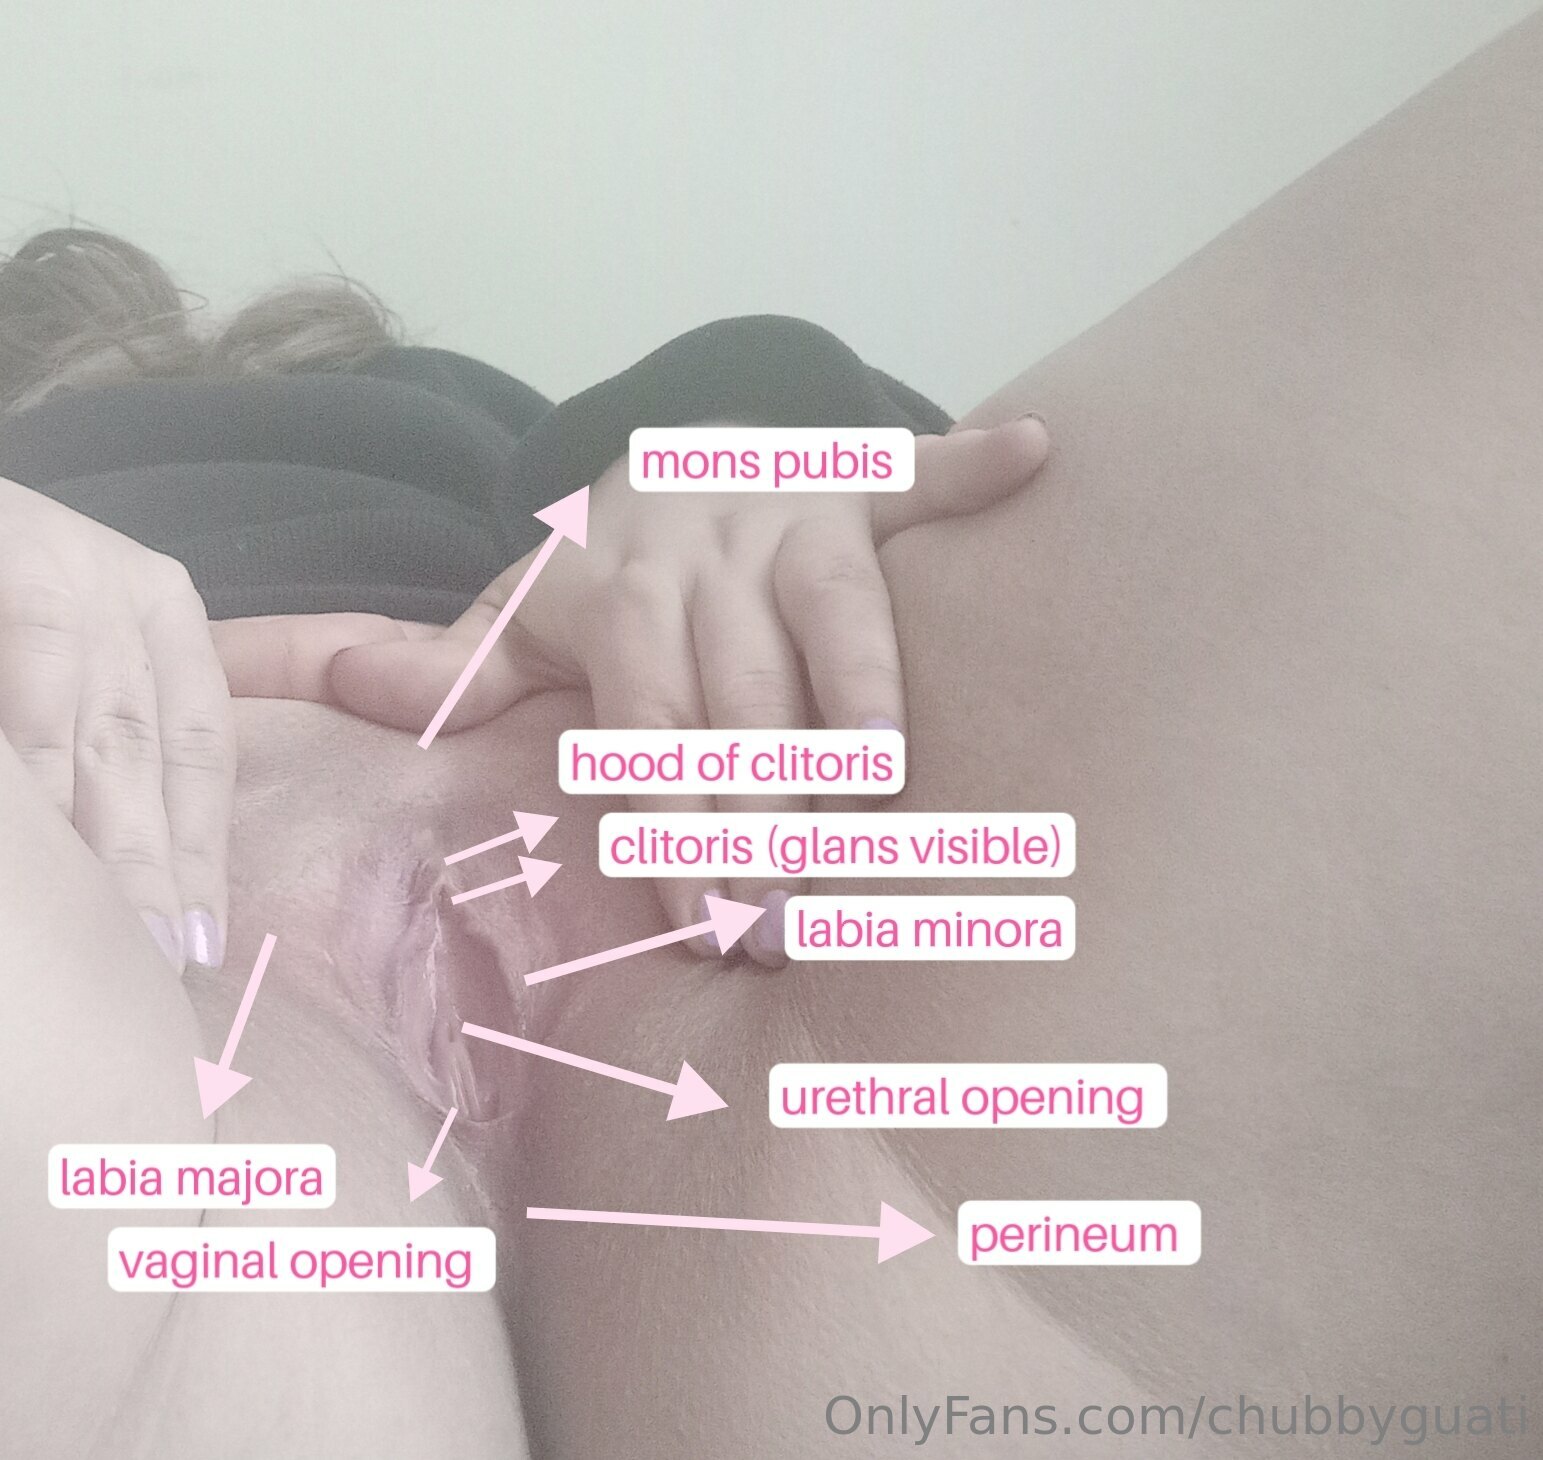 mons pubis
hood of clitoris
clitoris (glans visible)
labia minora
urethral opening
labia majora
vaginal opening
perineum
OnlyFans.com/chubbyguati